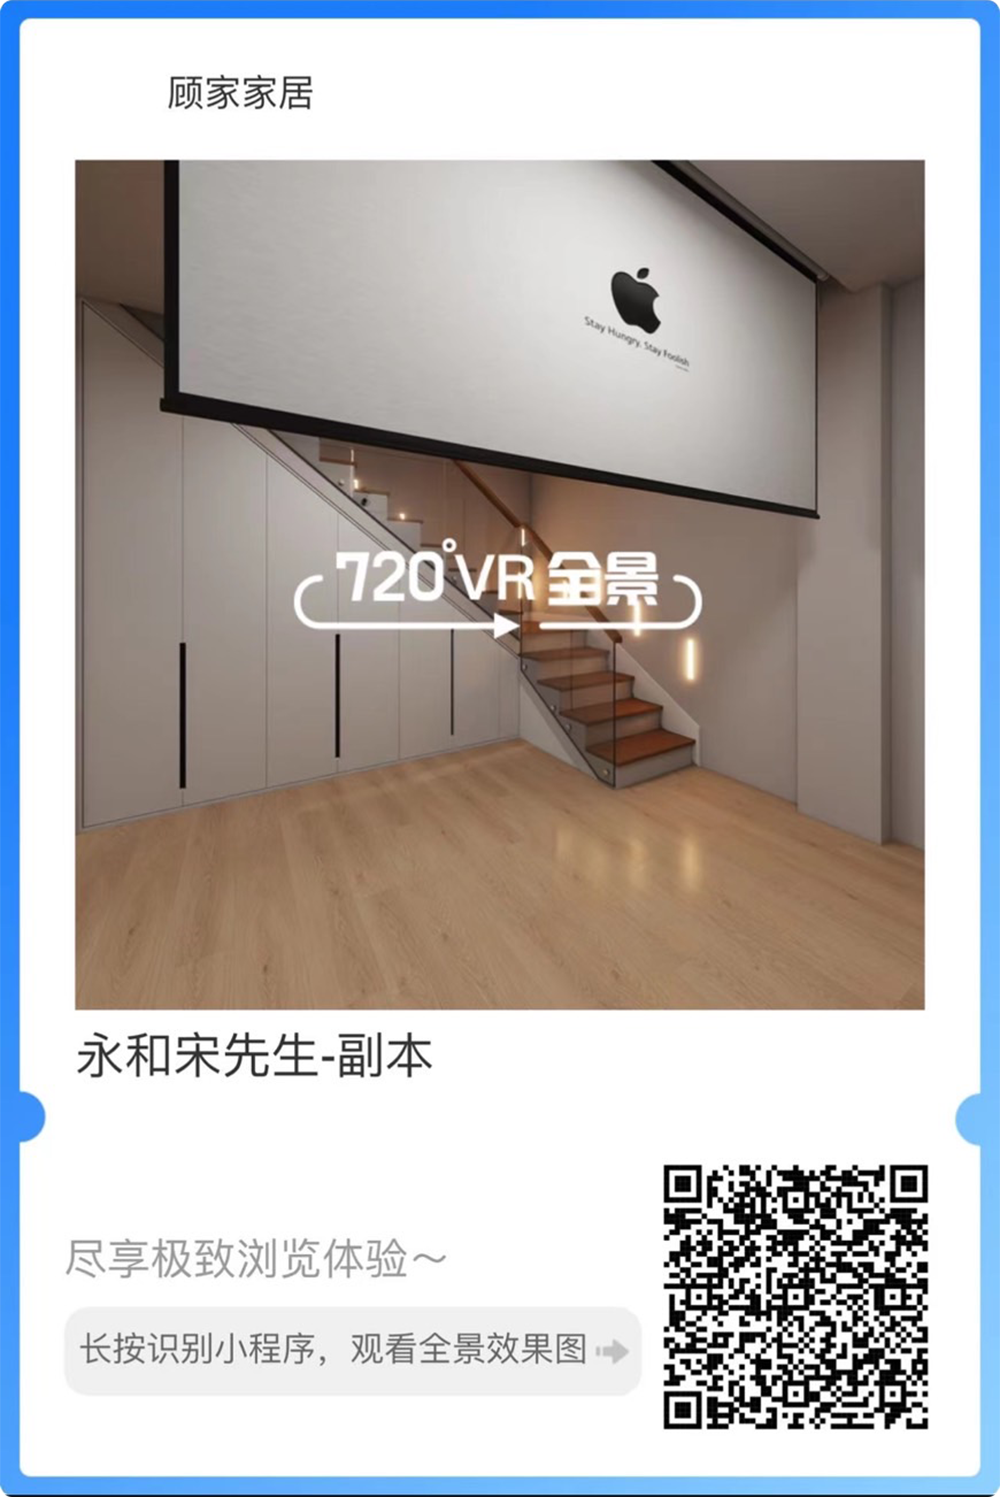 顾家家居
Stay Hungry. Stay Foolish
720°VR全景
永和宋先生-副本
尽享极致浏览体验～
长按识别小程序，观看全景效果图